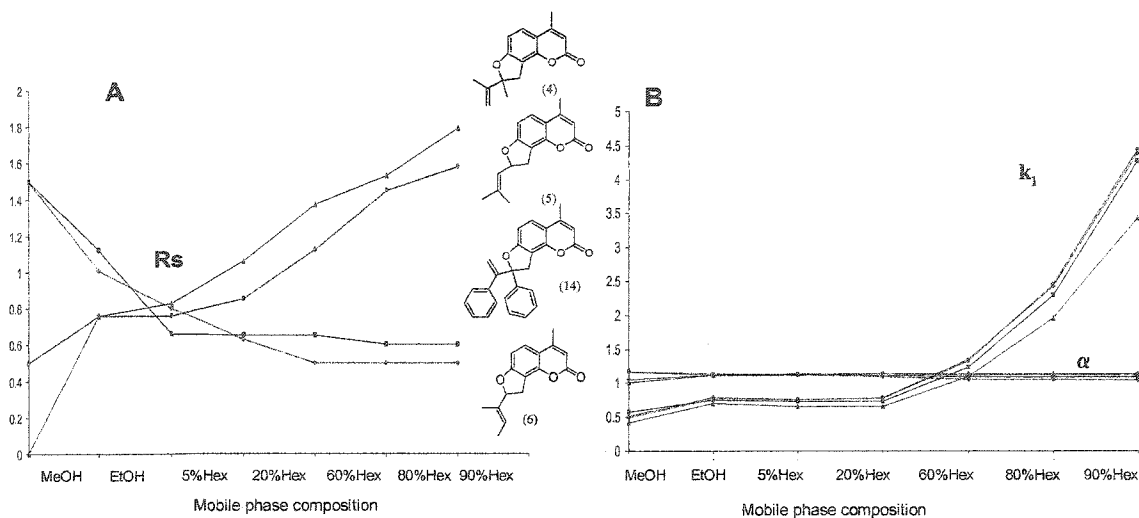 A
2
1.8
1.6
1.4
1.2
1
0.8
0.6
0.4
0.2
0
Rs
MeOH EtOH 5%Hex 20%Hex 60%Hex 80%Hex 90%Hex
Mobile phase composition
O O O
(4)
O O O
(5)
O O O
(14)
O O O
(6)
B
5
4.5
4
3.5
3
2.5
2
1.5
1
0.5
0
k1
α
MeOH EtOH 5%Hex 20%Hex 60%Hex 80%Hex 90%Hex
Mobile phase composition